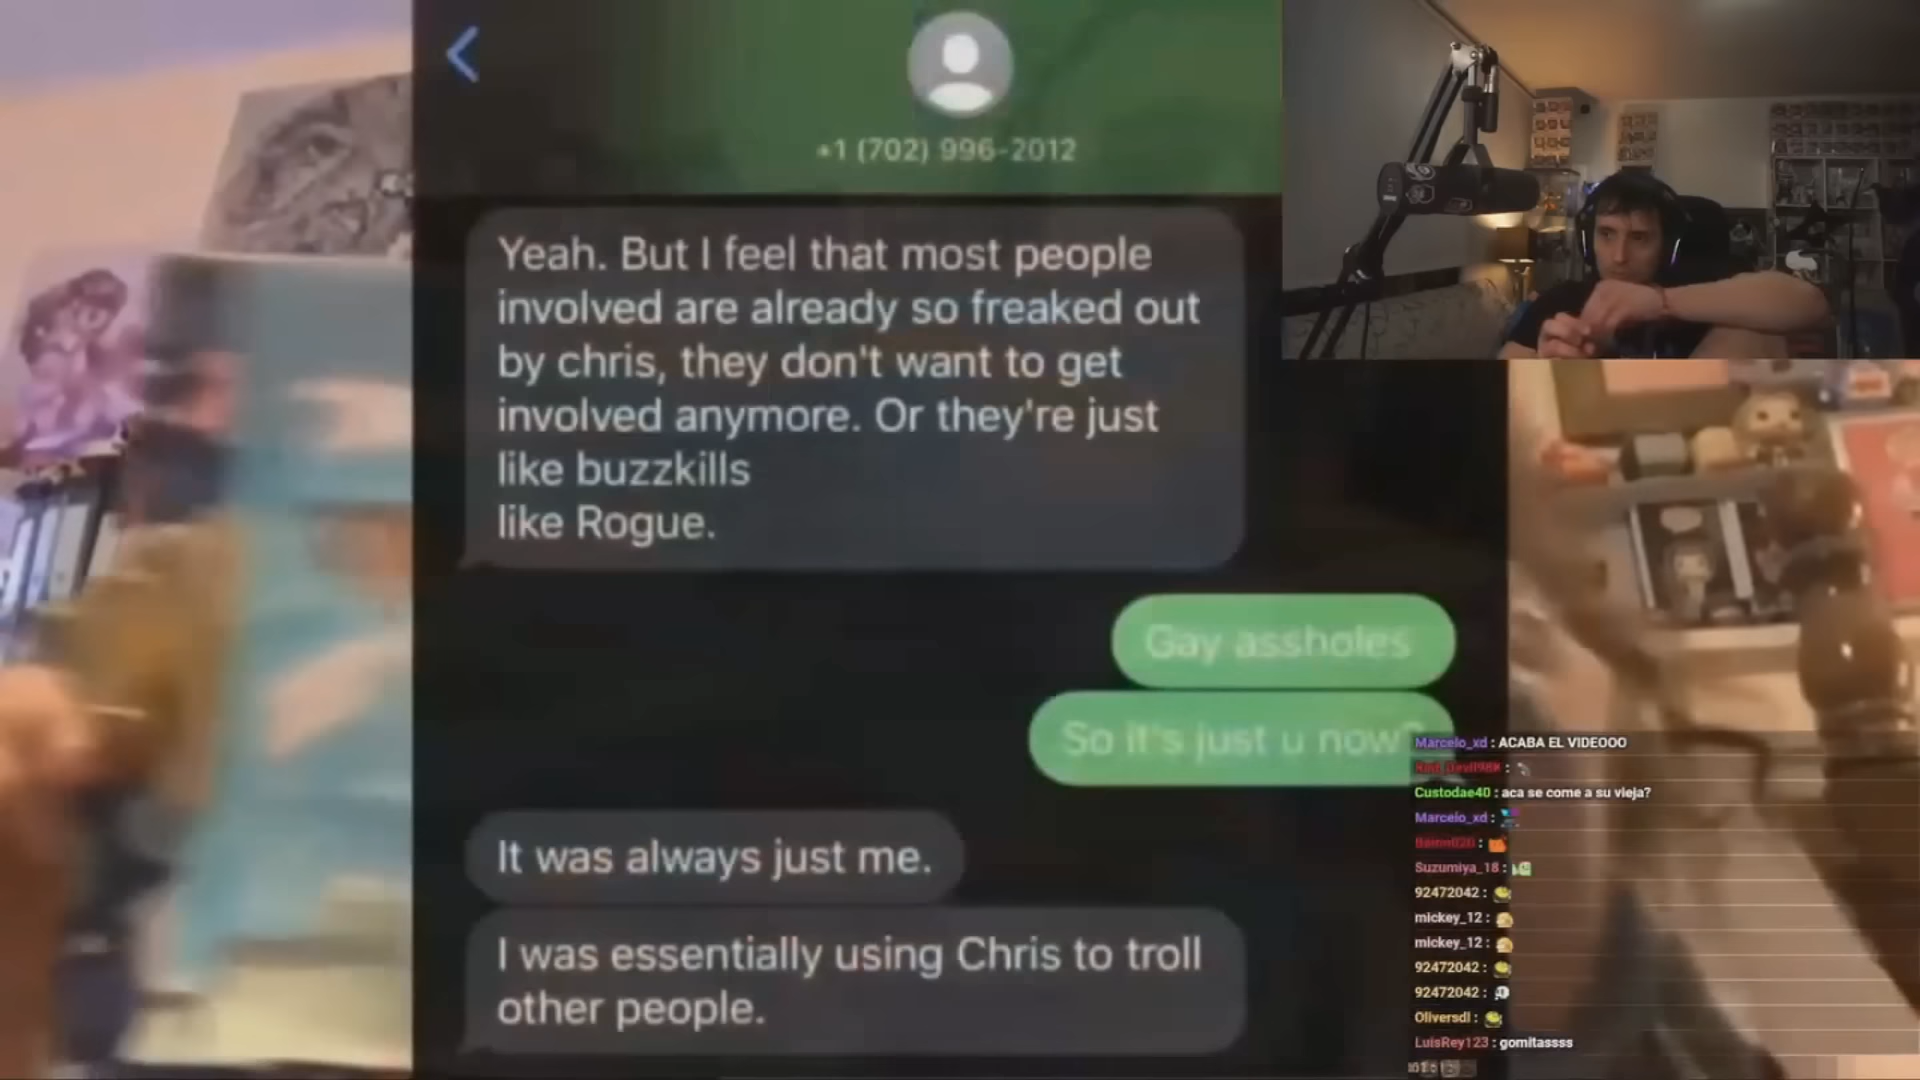 +1 (702) 996-2012
Yeah. But I feel that most people
involved are already so freaked out
by chris, they don't want to get
involved anymore. Or they're just
like buzzkills
like Rogue.
Gay assholes
So it's just u now?
It was always just me.
I was essentially using Chris to troll
other people.
Marcelo_xd : ACABA EL VIDEOOO
Custodae40 : aca se come a su vieja?
Marcelo_xd :
Suzumiya_18 :
92472042 :
mickey_12 :
mickey_12 :
92472042 :
92472042 :
Oliversdl :
LuisRey123 : gomitassss